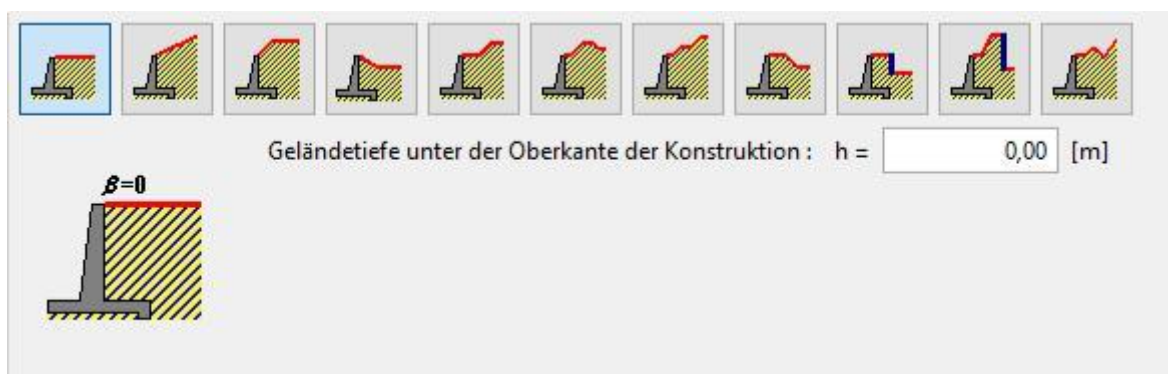 Geländetiefe unter der Oberkante der Konstruktion : h = 0,00 [m]
β=0